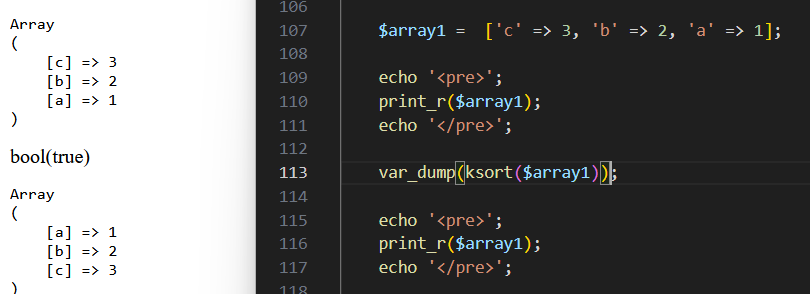 Array
(
    [c] => 3
    [b] => 2
    [a] => 1
)
bool(true)
Array
(
    [a] => 1
    [b] => 2
    [c] => 3
)
106
107 $array1 =  ['c' => 3, 'b' => 2, 'a' => 1];
108
109 echo '<pre>';
110 print_r($array1);
111 echo '</pre>';
112
113 var_dump(ksort($array1));
114
115 echo '<pre>';
116 print_r($array1);
117 echo '</pre>';
118